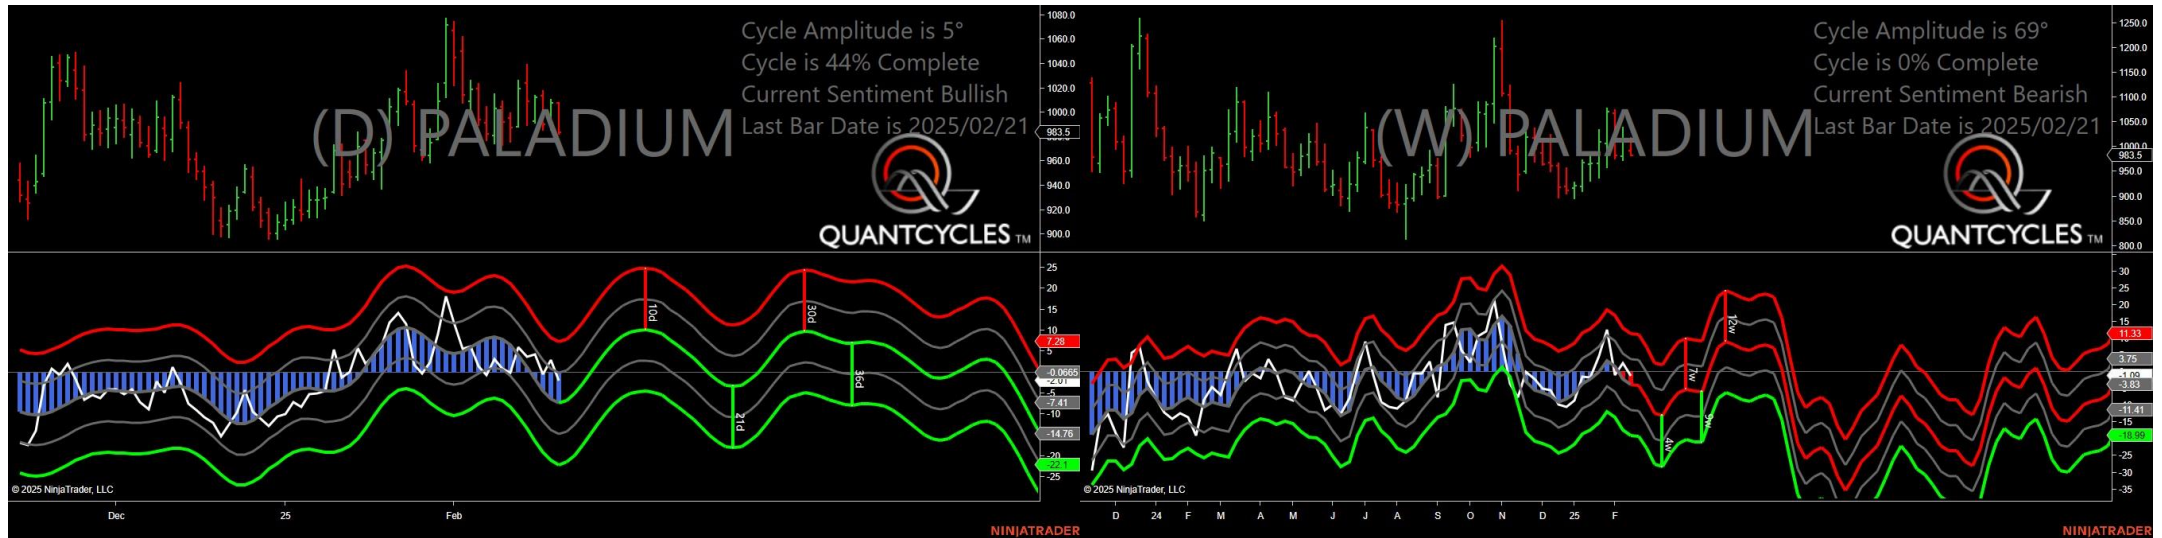 Cycle Amplitude is 5°
Cycle is 44% Complete
Current Sentiment Bullish
Last Bar Date is 2025/02/21
(D) PALADIUM
QUANTCYCLES TM
1080.0
1060.0
1040.0
1020.0
1000.0
983.5
960.0
940.0
920.0
900.0
25
20
15
10
7.28
5
-0.0665
-2.01
-5
-7.41
-10
-14.76
-20
-22.1
-25
10d
21d
30d
36d
© 2025 NinjaTrader, LLC
Dec
25
Feb
NINJATRADER
Cycle Amplitude is 69°
Cycle is 0% Complete
Current Sentiment Bearish
Last Bar Date is 2025/02/21
(W) PALADIUM
QUANTCYCLES TM
1250.0
1200.0
1150.0
1100.0
1050.0
1000.0
983.5
950.0
900.0
850.0
800.0
30
25
20
15
11.33
3.75
-1.09
-3.83
-11.41
-18.99
-25
-30
-35
4w
7w
9w
12w
© 2025 NinjaTrader, LLC
D
24
F
M
A
M
J
J
A
S
O
N
D
25
F
NINJATRADER